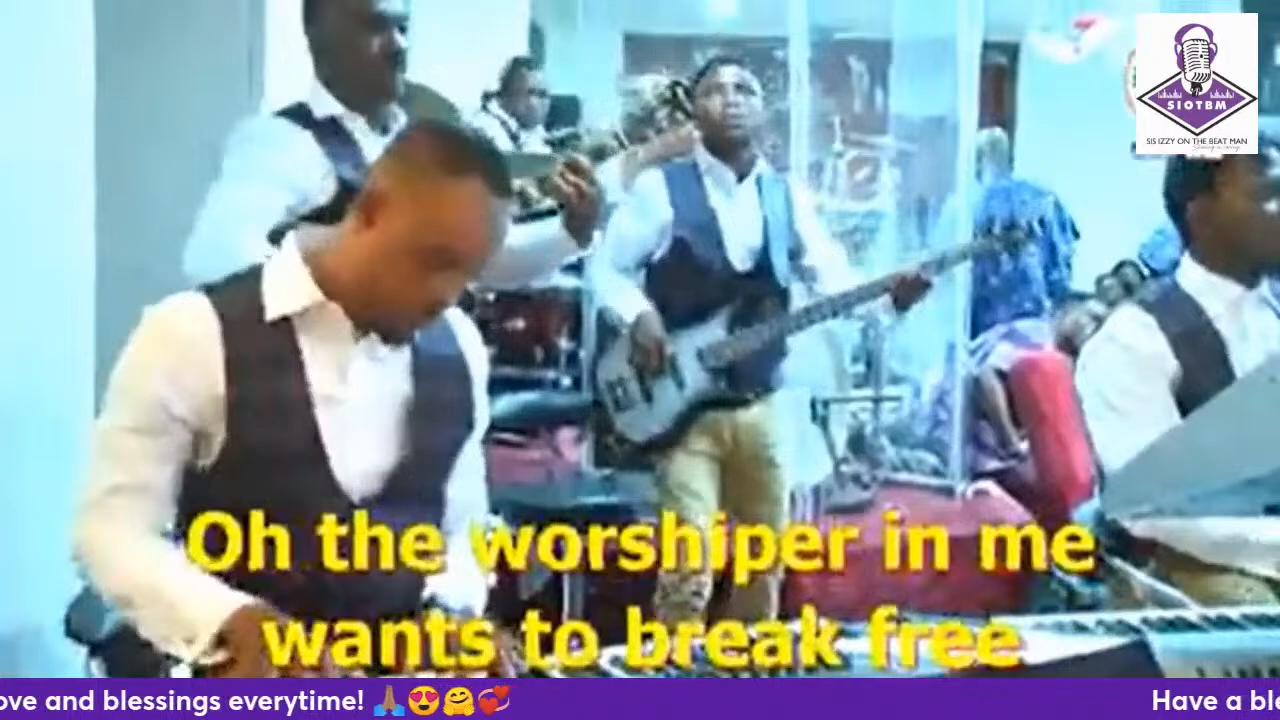 SIOTBM
SIS IZZY ON THE BEAT MAN
Oh the worshiper in me
wants to break free
ove and blessings everytime! 🙏🏾😍🤗💞
Have a ble